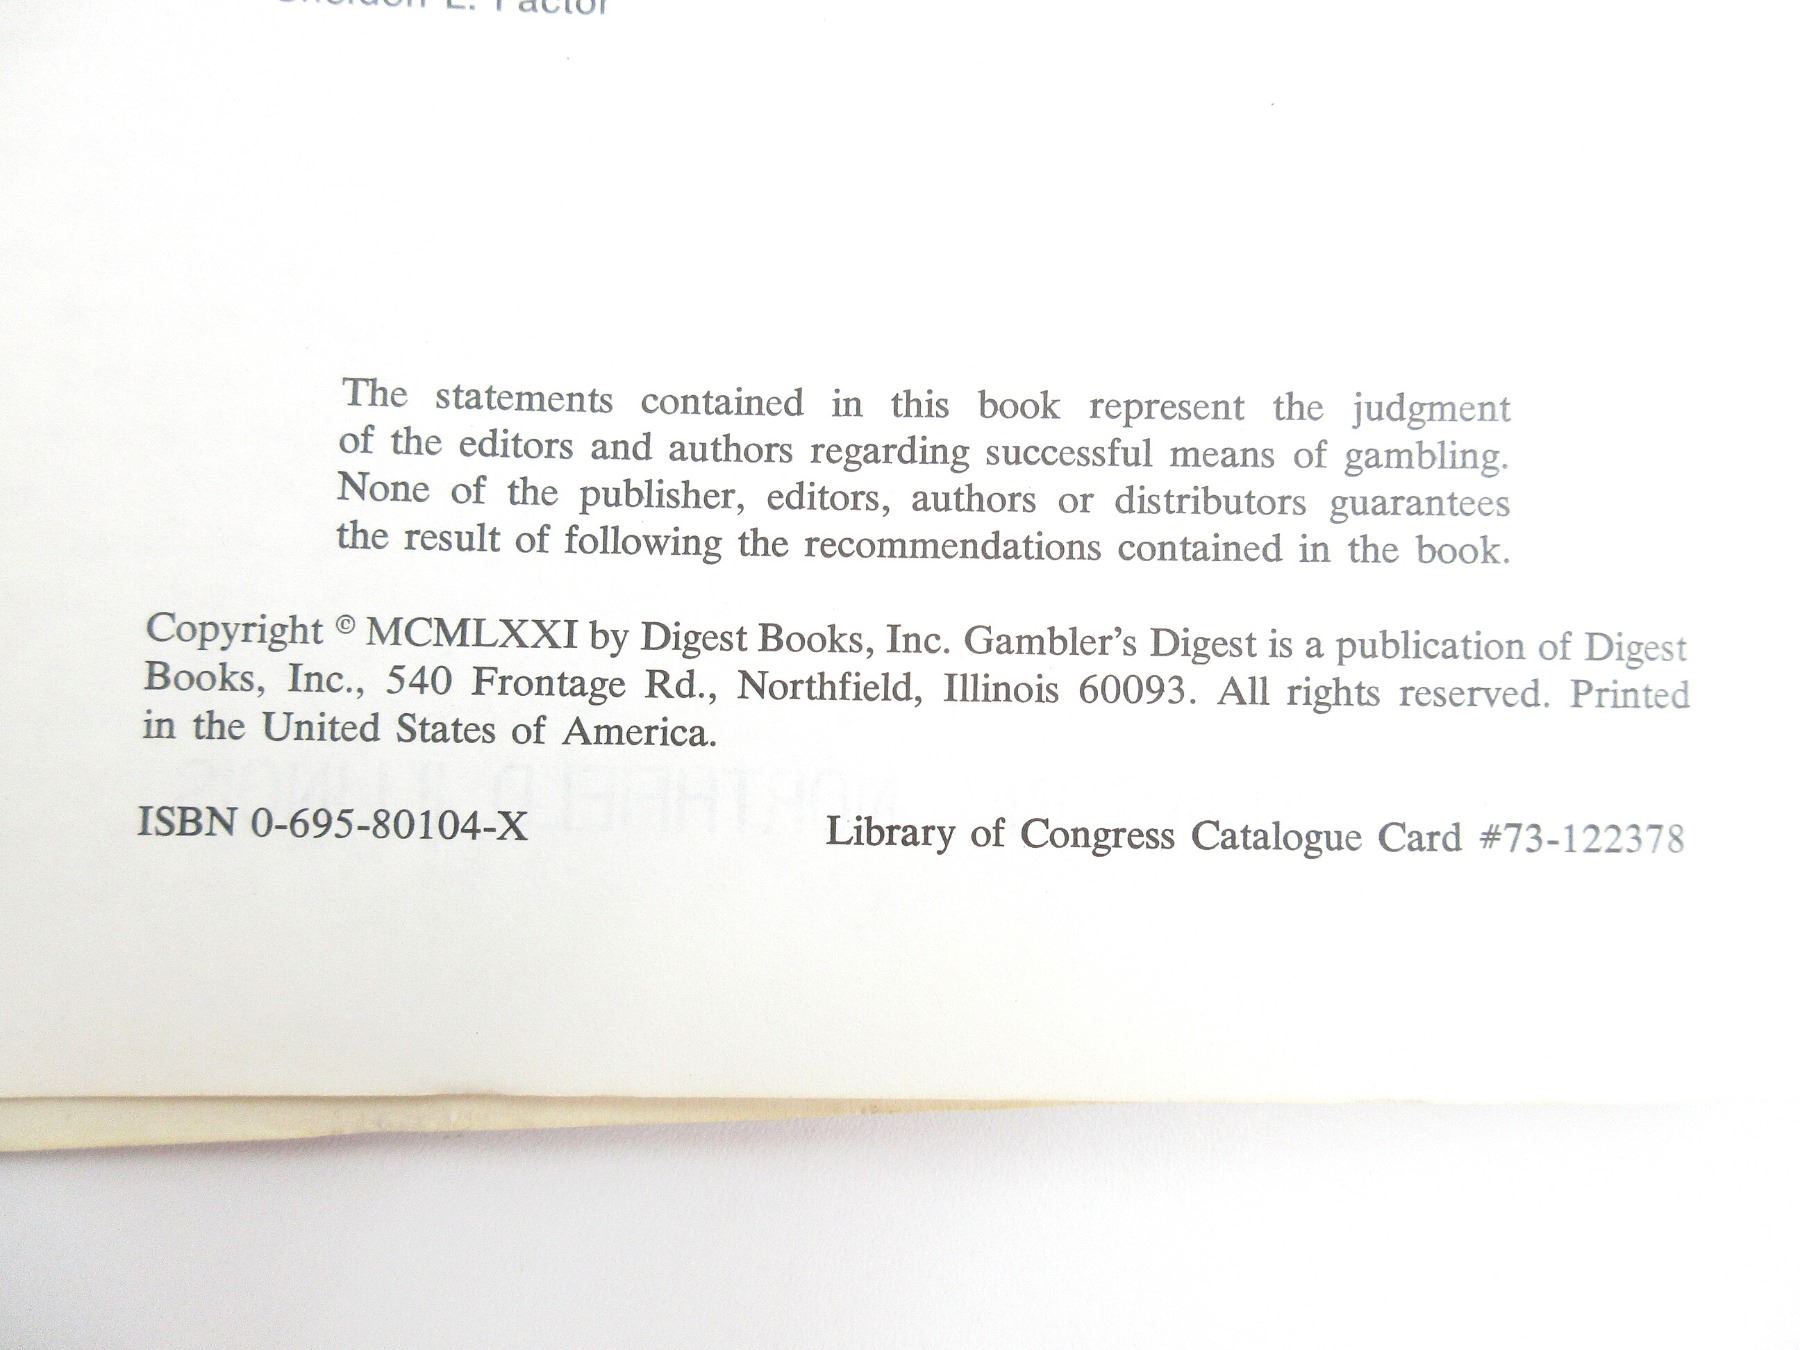 Sheldon L. Factor
The statements contained in this book represent the judgment
of the editors and authors regarding successful means of gambling.
None of the publisher, editors, authors or distributors guarantees
the result of following the recommendations contained in the book.
Copyright © MCMLXXI by Digest Books, Inc. Gambler's Digest is a publication of Digest
Books, Inc., 540 Frontage Rd., Northfield, Illinois 60093. All rights reserved. Printed
in the United States of America.
ISBN 0-695-80104-X
Library of Congress Catalogue Card #73-122378